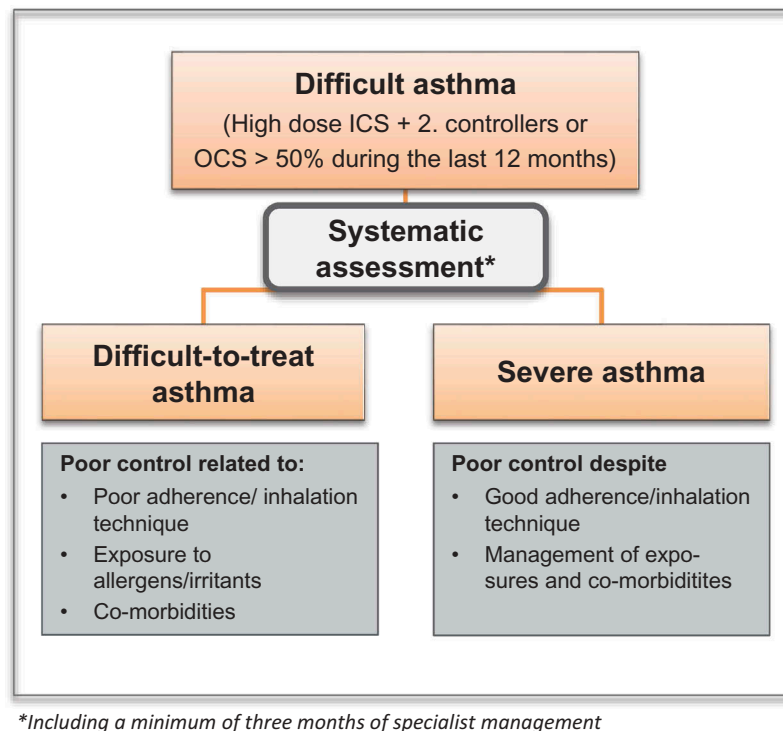 Difficult asthma
(High dose ICS + 2. controllers or
OCS > 50% during the last 12 months)
Systematic
assessment*
Difficult-to-treat
asthma
Severe asthma
Poor control related to:
• Poor adherence/ inhalation
technique
• Exposure to
allergens/irritants
• Co-morbidities
Poor control despite
• Good adherence/inhalation
technique
• Management of expo-
sures and co-morbiditites
*Including a minimum of three months of specialist management